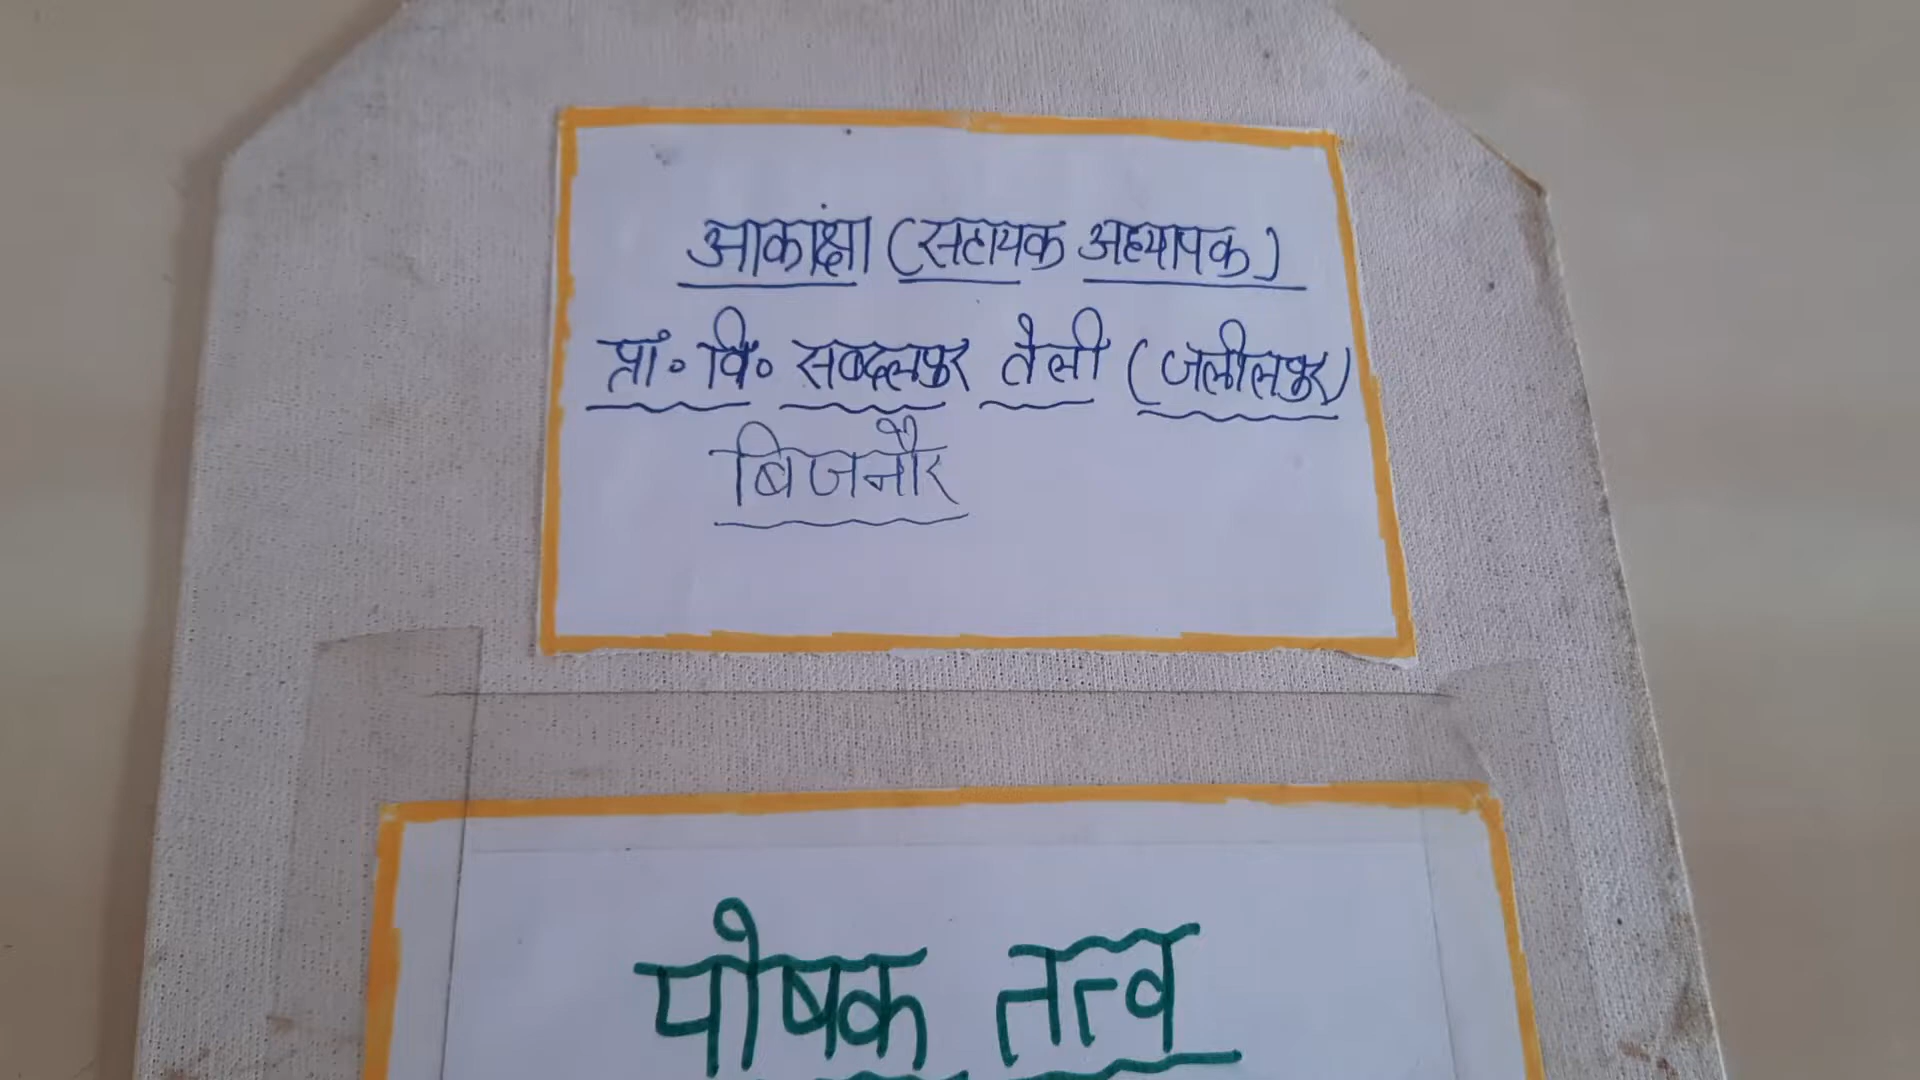 आकांक्षा (सहायक अध्यापक)
प्रा॰ वि॰ सब्दलपुर तेली (जलीलपुर)
बिजनौर
पोषक तत्त्व